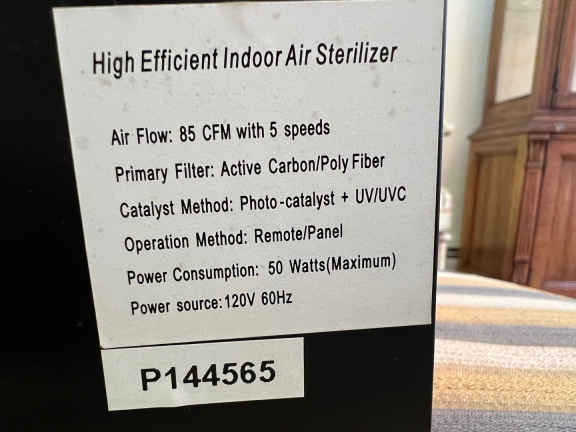 High Efficient Indoor Air Sterilizer
Air Flow: 85 CFM with 5 speeds
Primary Filter: Active Carbon/Poly Fiber
Catalyst Method: Photo-catalyst + UV/UVC
Operation Method: Remote/Panel
Power Consumption: 50 Watts(Maximum)
Power source:120V 60Hz
P144565